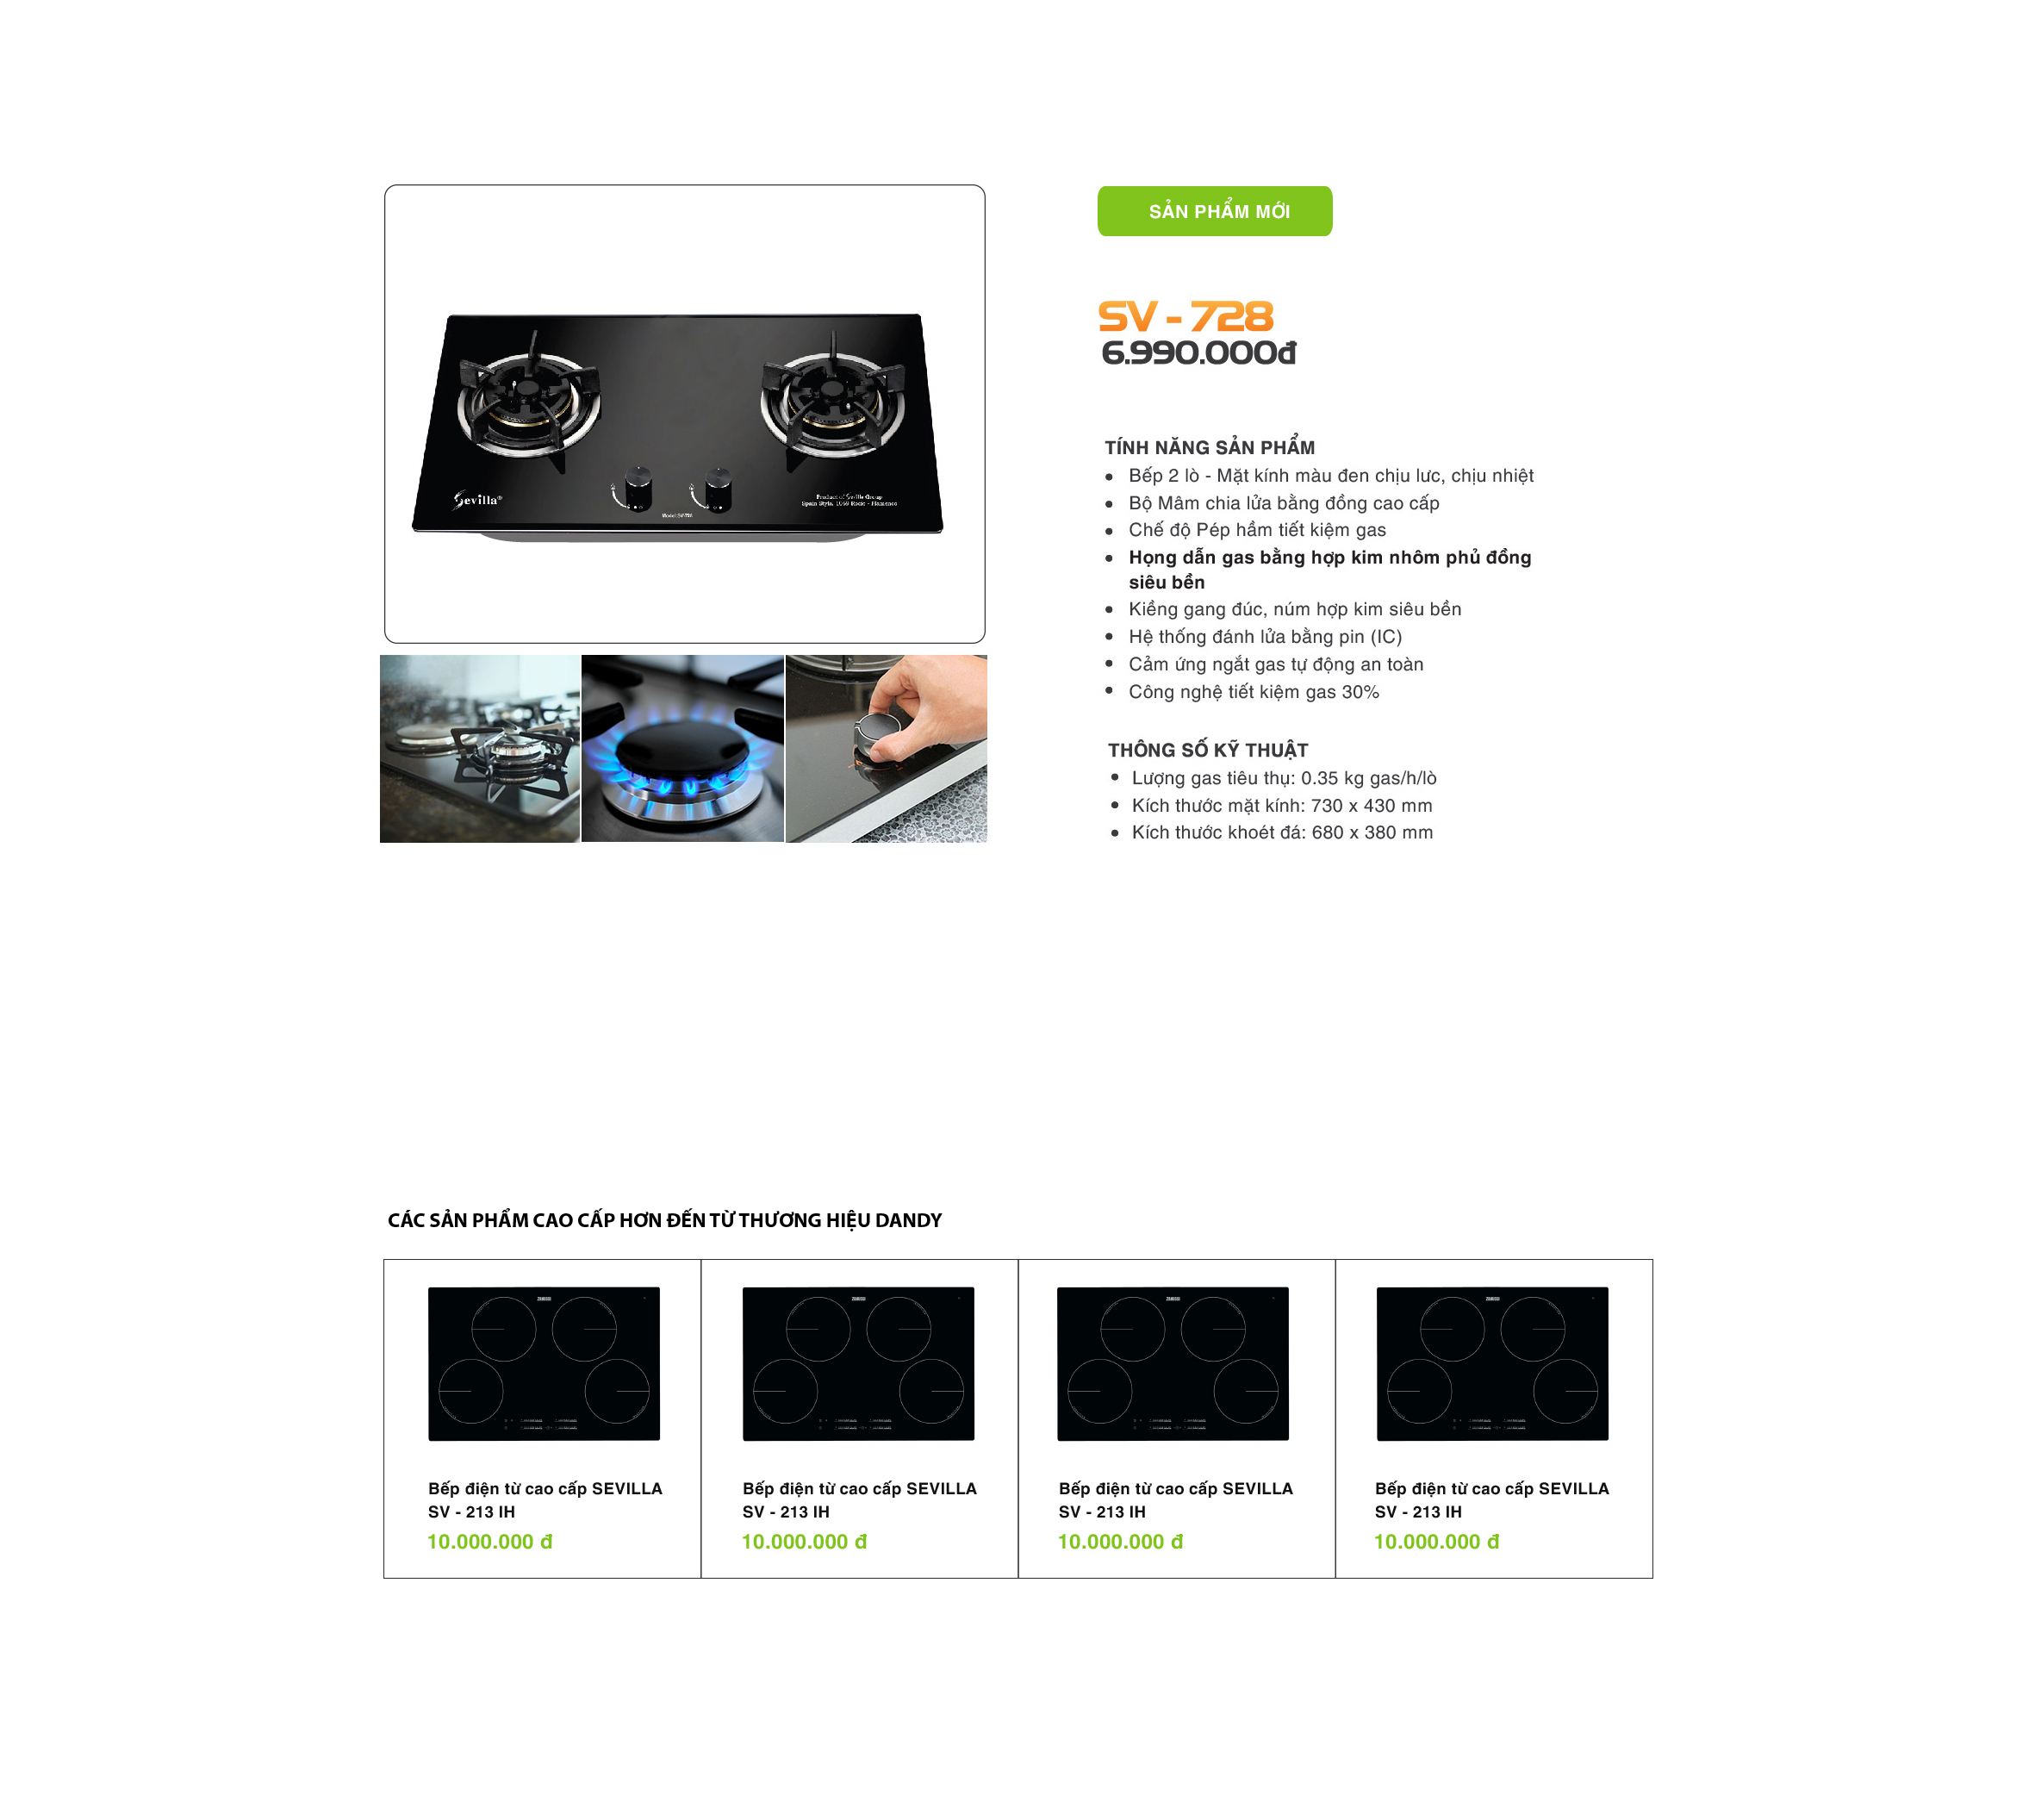 SẢN PHẨM MỚI
SV - 728
6.990.000đ
Sevilla®
Product of Sevilla Group
TÍNH NĂNG SẢN PHẨM
Bếp 2 lò - Mặt kính màu đen chịu lưc, chịu nhiệt
Bộ Mâm chia lửa bằng đồng cao cấp
Chế độ Pép hầm tiết kiệm gas
Họng dẫn gas bằng hợp kim nhôm phủ đồng
siêu bền
Kiềng gang đúc, núm hợp kim siêu bền
Hệ thống đánh lửa bằng pin (IC)
Cảm ứng ngắt gas tự động an toàn
Công nghệ tiết kiệm gas 30%
THÔNG SỐ KỸ THUẬT
Lượng gas tiêu thụ: 0.35 kg gas/h/lò
Kích thước mặt kính: 730 x 430 mm
Kích thước khoét đá: 680 x 380 mm
CÁC SẢN PHẨM CAO CẤP HƠN ĐẾN TỪ THƯƠNG HIỆU DANDY
Bếp điện từ cao cấp SEVILLA
SV - 213 IH
10.000.000 đ
Bếp điện từ cao cấp SEVILLA
SV - 213 IH
10.000.000 đ
Bếp điện từ cao cấp SEVILLA
SV - 213 IH
10.000.000 đ
Bếp điện từ cao cấp SEVILLA
SV - 213 IH
10.000.000 đ